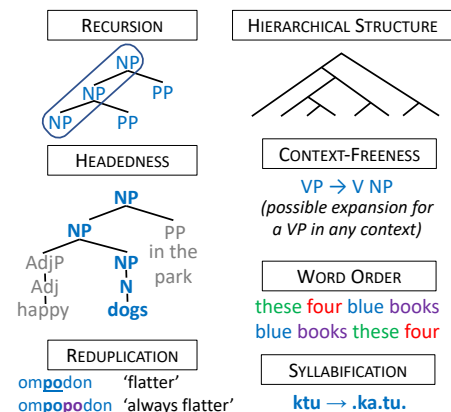 RECURSION
NP
NP PP
NP PP
HEADEDNESS
NP
NP PP
in the
park
AdjP NP
Adj N
happy dogs
REDUPLICATION
ompodon 'flatter'
ompopodon 'always flatter'
HIERARCHICAL STRUCTURE
CONTEXT-FREENESS
VP → V NP
(possible expansion for
a VP in any context)
WORD ORDER
these four blue books
blue books these four
SYLLABIFICATION
ktu → .ka.tu.